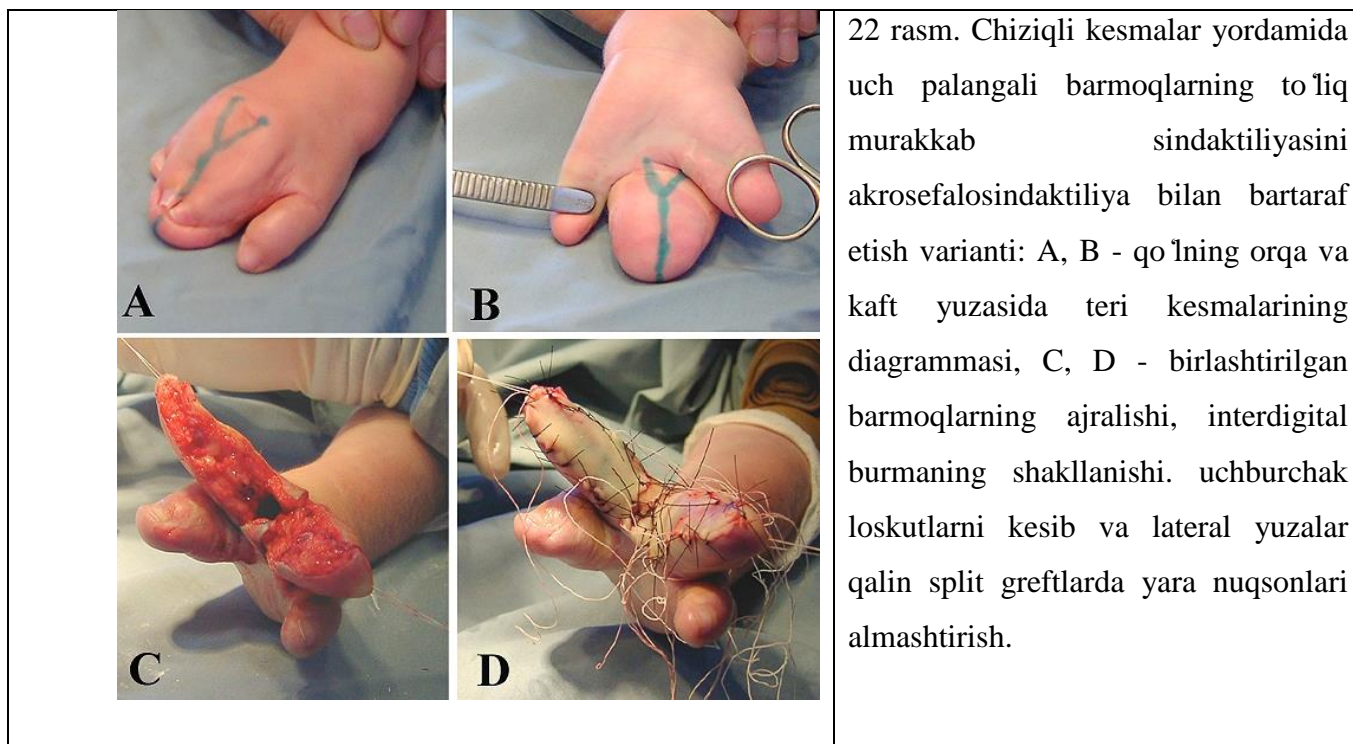 22 rasm. Chiziqli kesmalar yordamida
uch palangali barmoqlarning to‘liq
murakkab sindaktiliyasini
akrosefalosindaktiliya bilan bartaraf
etish varianti: A, B - qo‘lning orqa va
kaft yuzasida teri kesmalarining
diagrammasi, C, D - birlashtirilgan
barmoqlarning ajralishi, interdigital
burmaning shakllanishi. uchburchak
loskutlarni kesib va lateral yuzalar
qalin split greftlarda yara nuqsonlari
almashtirish.
A
B
C
D